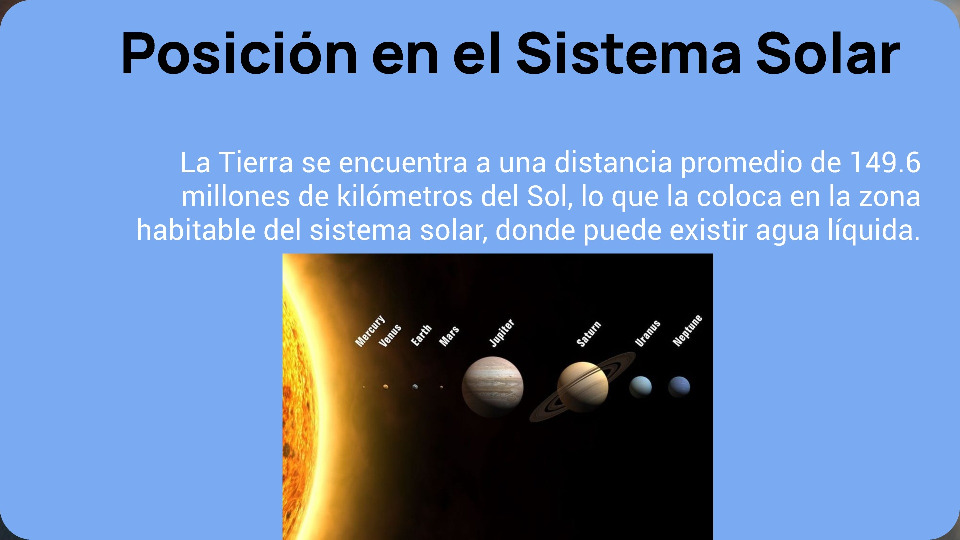 Posición en el Sistema Solar
La Tierra se encuentra a una distancia promedio de 149.6
millones de kilómetros del Sol, lo que la coloca en la zona
habitable del sistema solar, donde puede existir agua líquida.
Mercury
Venus
Earth
Mars
Jupiter
Saturn
Uranus
Neptune